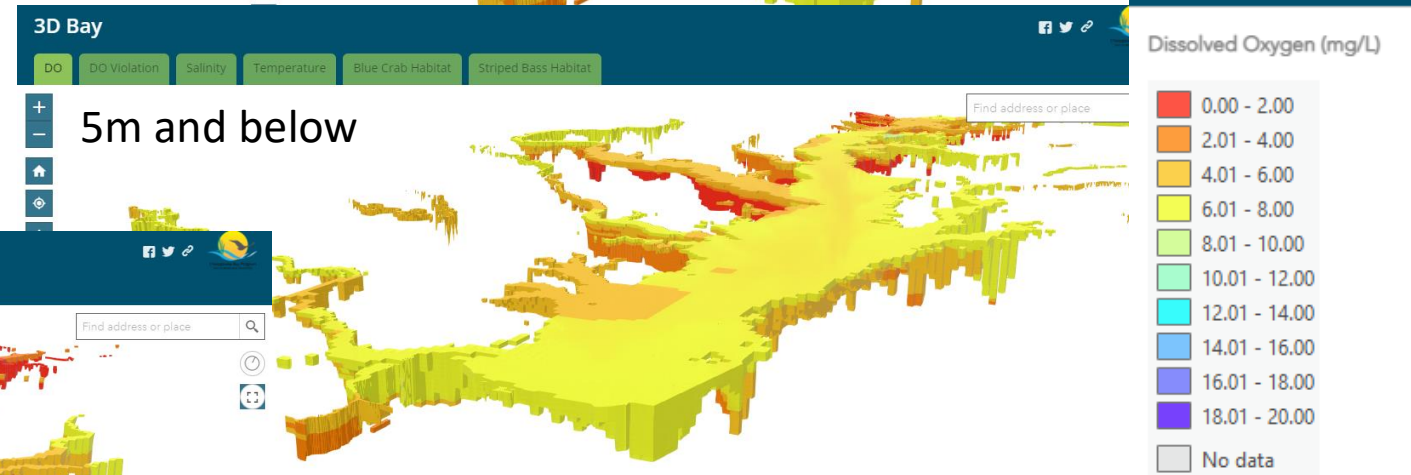 3D Bay
DO
DO Violation
Salinity
Temperature
Blue Crab Habitat
Striped Bass Habitat
5m and below
Find address or place
Find address or place
Dissolved Oxygen (mg/L)
0.00 - 2.00
2.01 - 4.00
4.01 - 6.00
6.01 - 8.00
8.01 - 10.00
10.01 - 12.00
12.01 - 14.00
14.01 - 16.00
16.01 - 18.00
18.01 - 20.00
No data